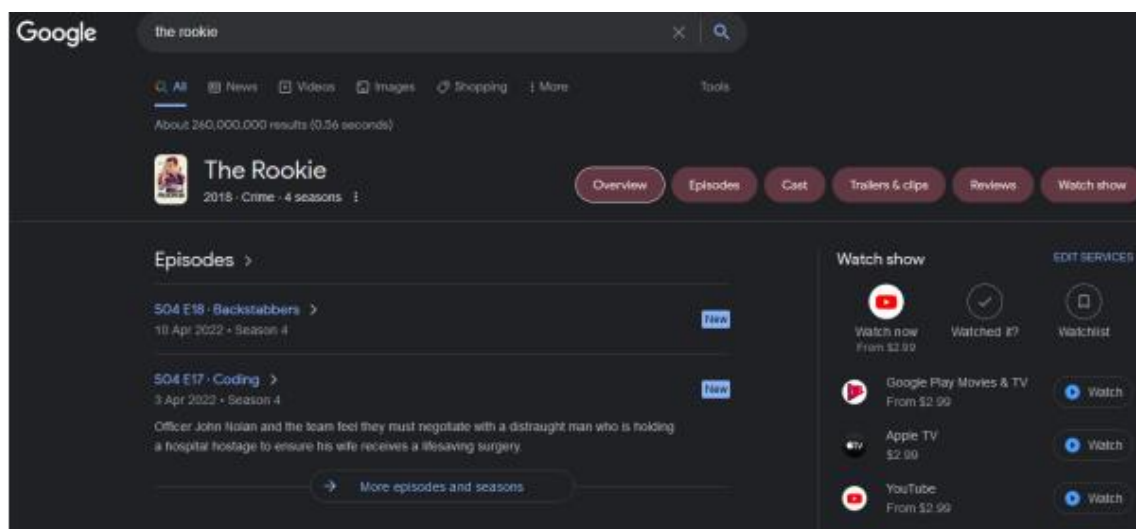 Google
the rookie
All News Videos Images Shopping More Tools
About 260,000,000 results (0.56 seconds)
The Rookie
2018 · Crime · 4 seasons
Overview Episodes Cast Trailers & clips Reviews Watch show
Episodes
S04 E18 · Backstabbers
10 Apr 2022 • Season 4
New
S04 E17 · Coding
3 Apr 2022 • Season 4
New
Officer John Nolan and the team feel they must negotiate with a distraught man who is holding
a hospital hostage to ensure his wife receives a lifesaving surgery.
More episodes and seasons
Watch show
EDIT SERVICES
Watch now Watched it? Watchlist
From $2.99
Google Play Movies & TV
From $2.99
Watch
Apple TV
$2.99
Watch
YouTube
From $2.99
Watch